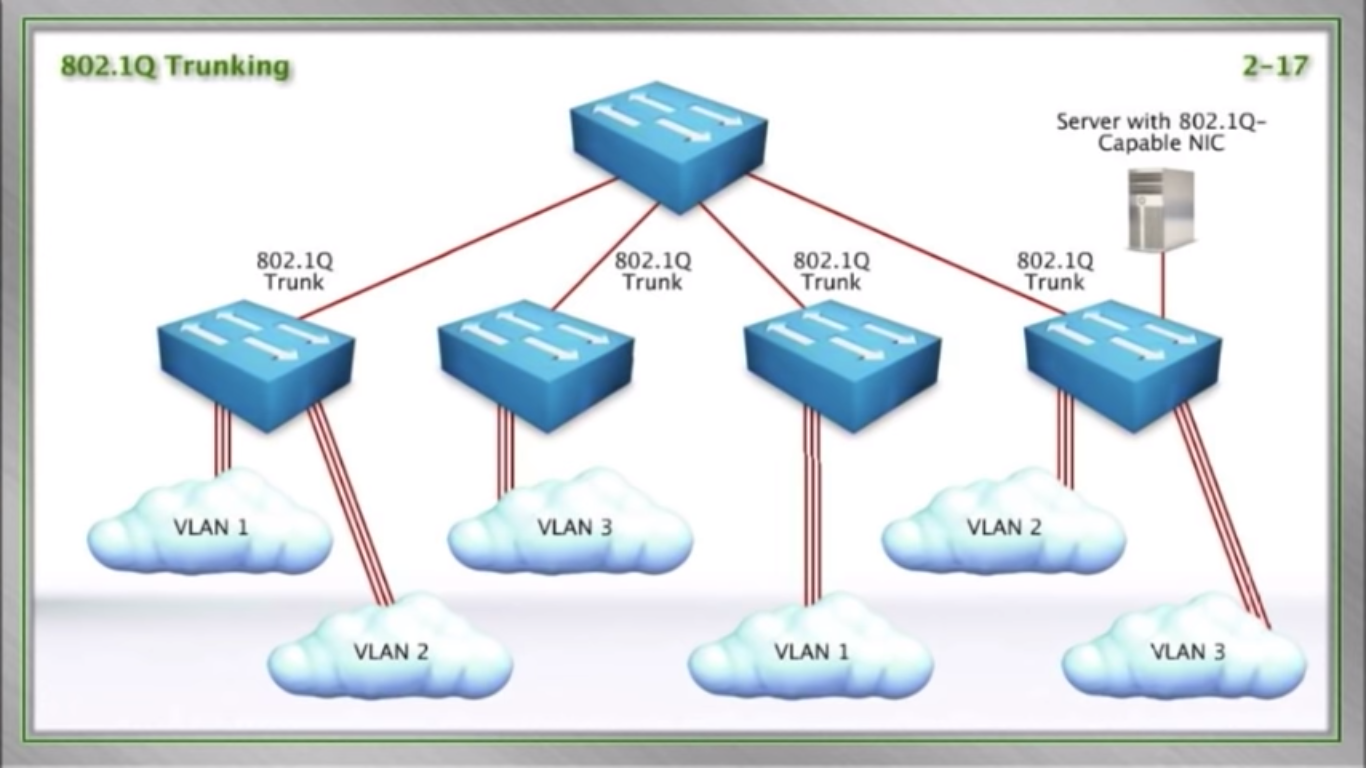 802.1Q Trunking
2-17
Server with 802.1Q-
Capable NIC
802.1Q
Trunk
802.1Q
Trunk
802.1Q
Trunk
802.1Q
Trunk
VLAN 1
VLAN 3
VLAN 2
VLAN 2
VLAN 1
VLAN 3